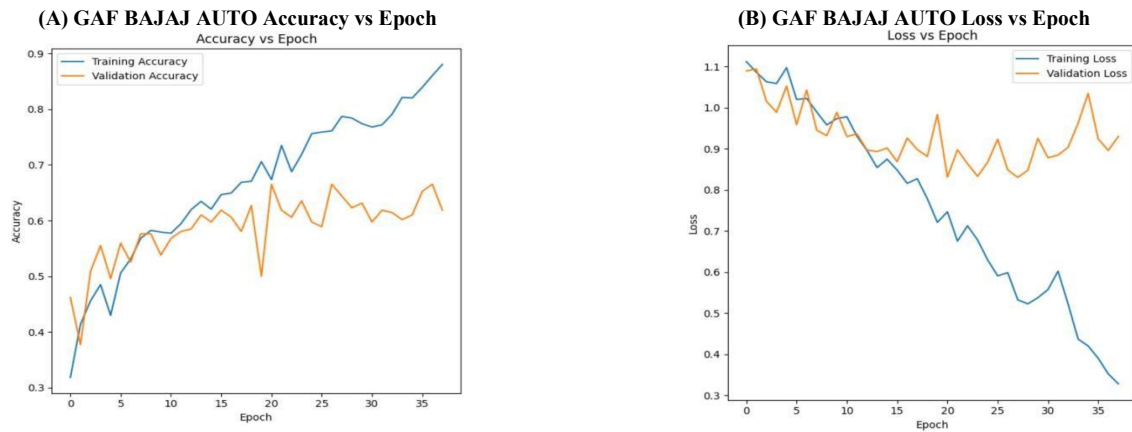 (A) GAF BAJAJ AUTO Accuracy vs Epoch
Accuracy vs Epoch
Training Accuracy
Validation Accuracy
0.9
0.8
0.7
0.6
0.5
0.4
0.3
Accuracy
0 5 10 15 20 25 30 35
Epoch
(B) GAF BAJAJ AUTO Loss vs Epoch
Loss vs Epoch
Training Loss
Validation Loss
1.1
1.0
0.9
0.8
0.7
0.6
0.5
0.4
0.3
Loss
0 5 10 15 20 25 30 35
Epoch